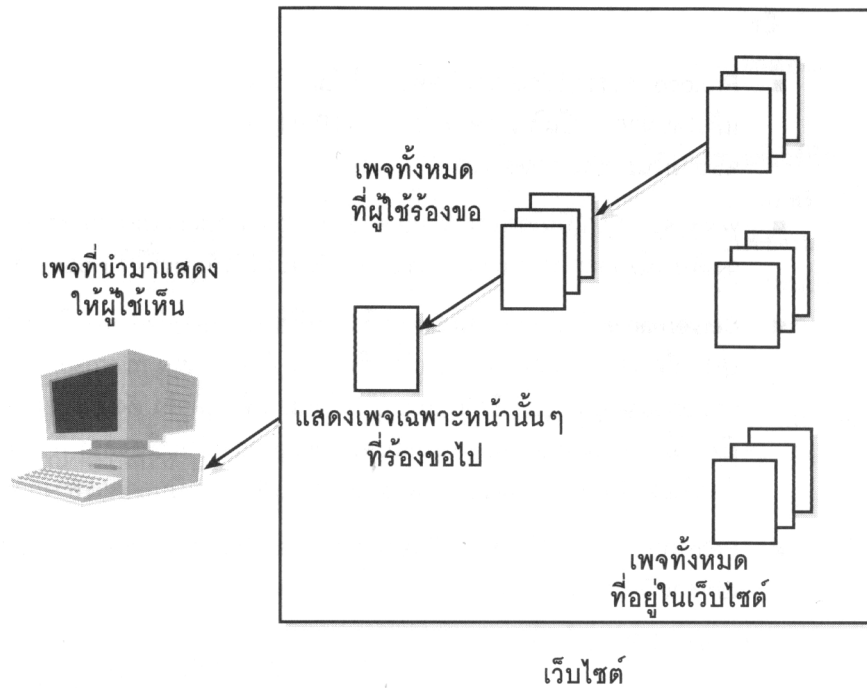 เพจทั้งหมด
ที่ผู้ใช้ร้องขอ
เพจที่นำมาแสดง
ให้ผู้ใช้เห็น
แสดงเพจเฉพาะหน้านั้นๆ
ที่ร้องขอไป
เพจทั้งหมด
ที่อยู่ในเว็บไซต์
เว็บไซต์